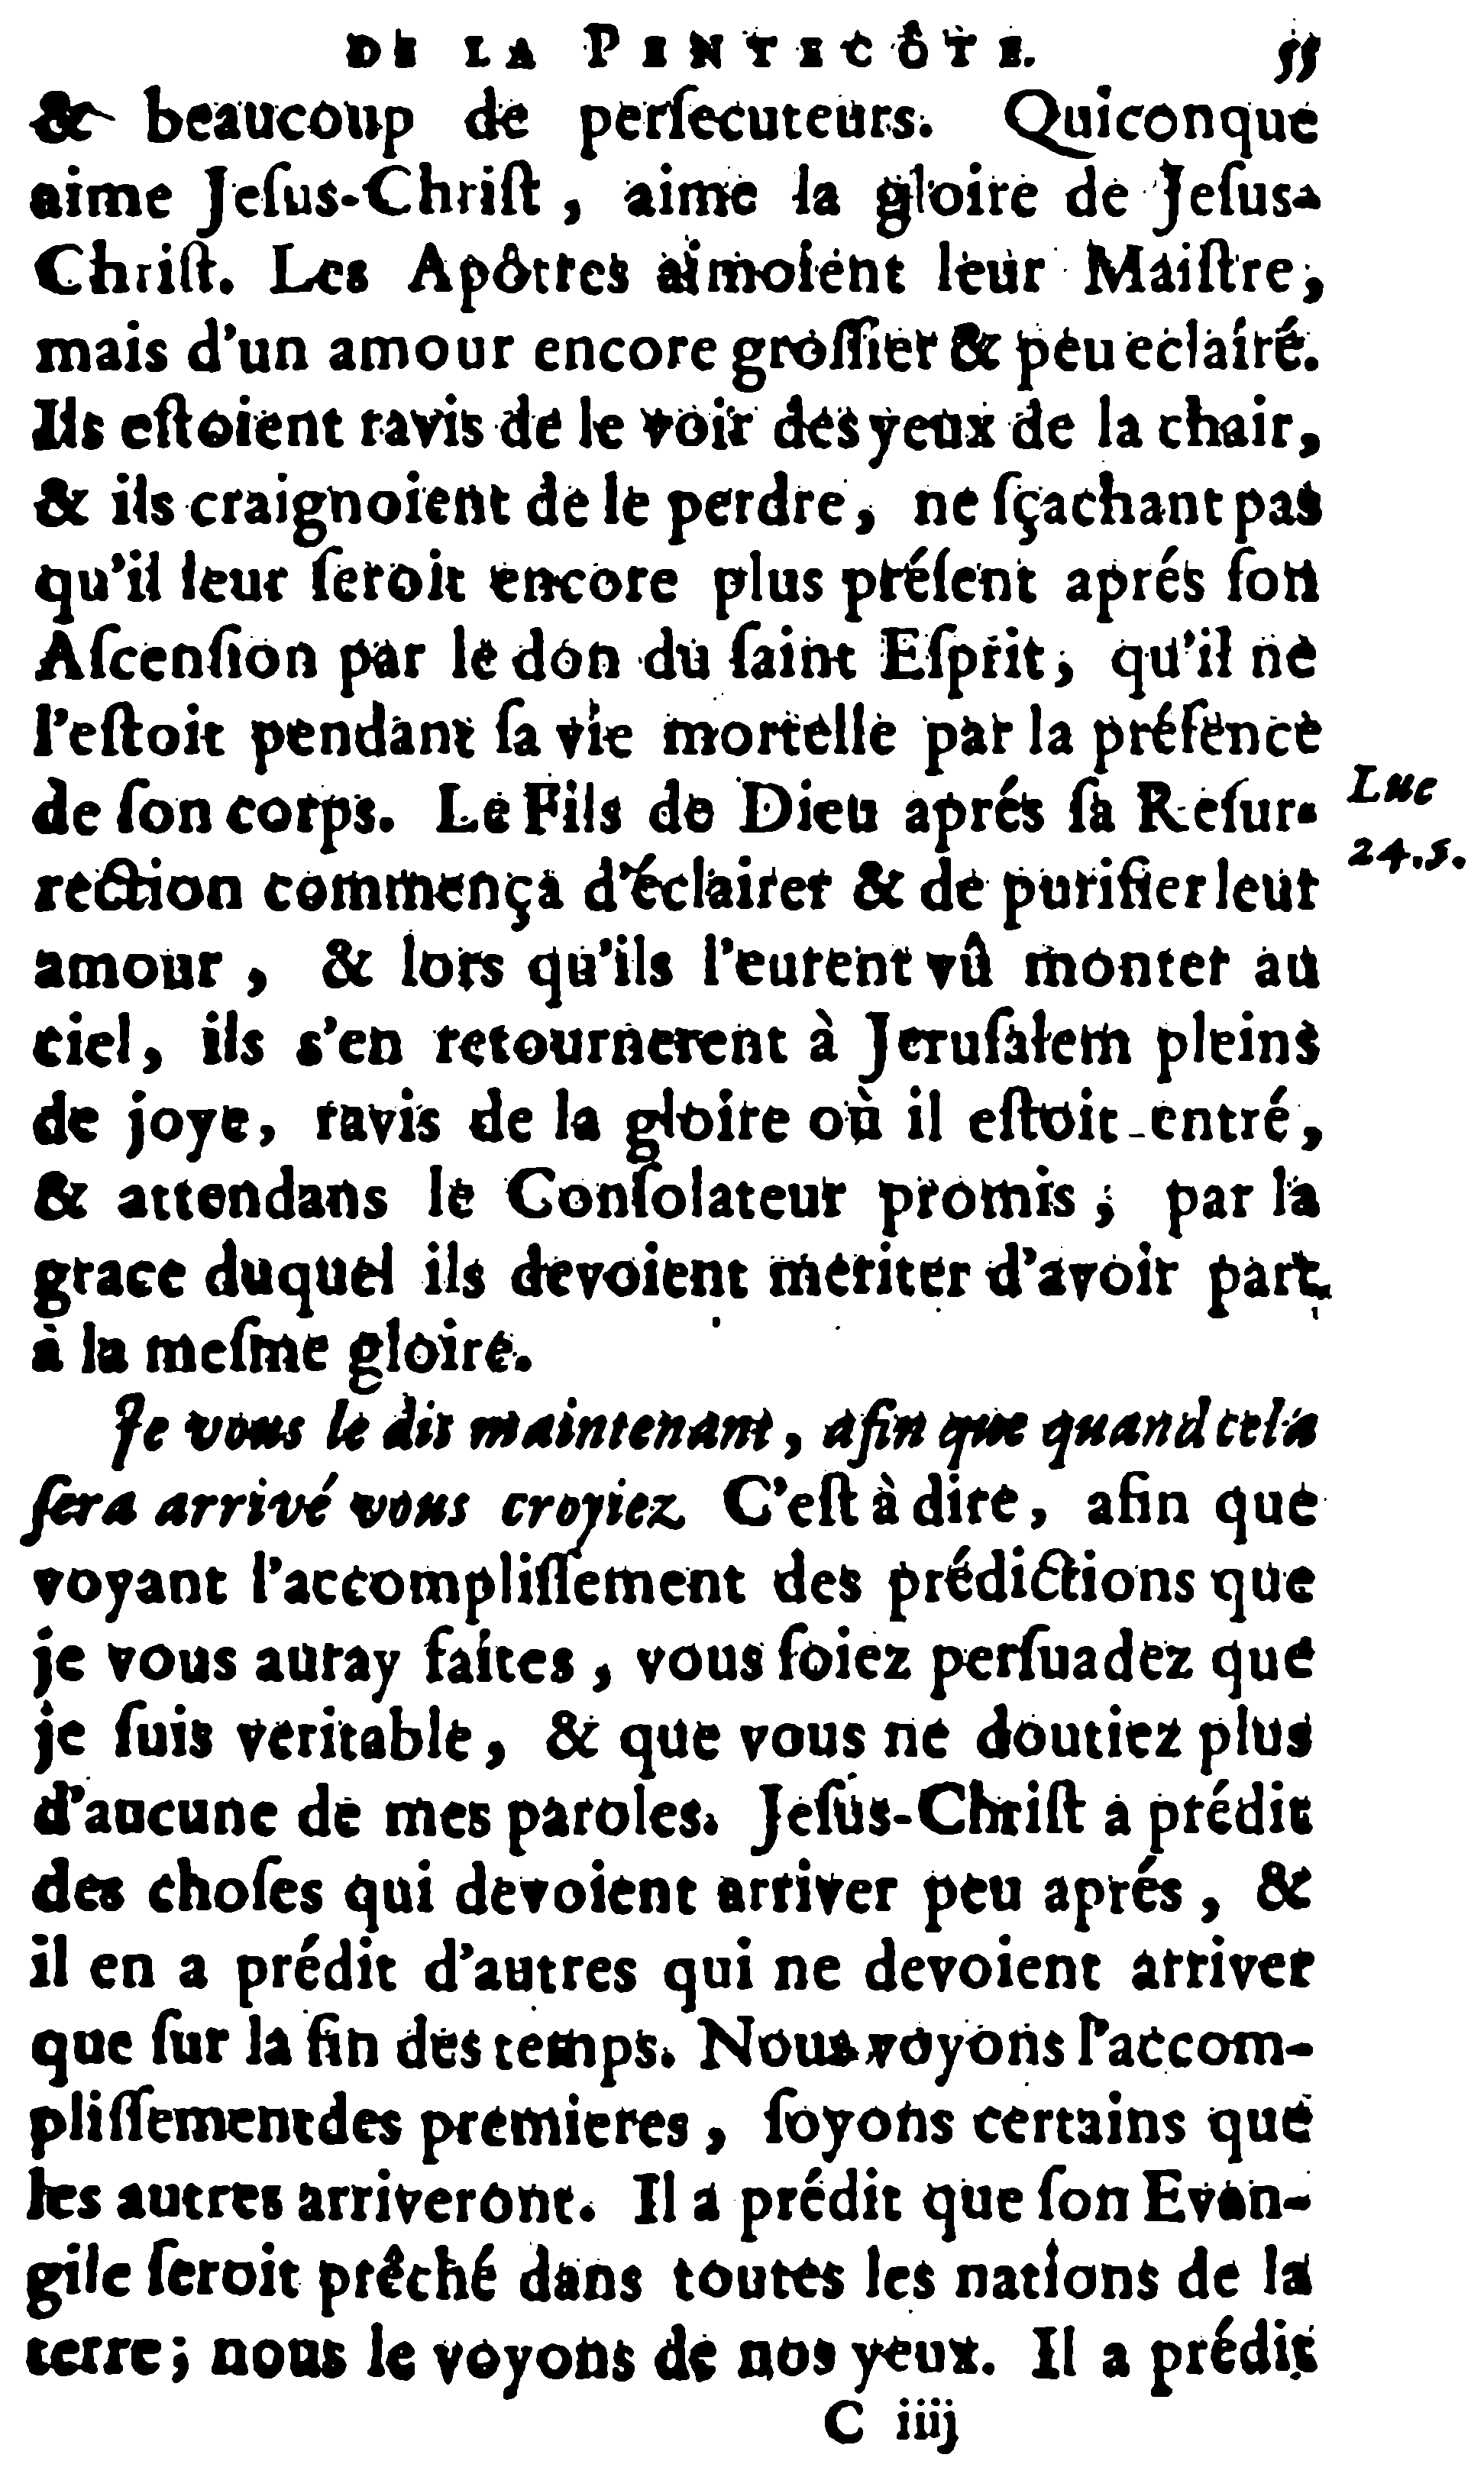 DE LA PENTECÔTE. 55
& beaucoup de perſecuteurs. Quiconque
aime Jeſus-Chriſt, aime la gloire de Jeſus-
Chriſt. Les Apôtres aimoient leur Maiſtre,
mais d'un amour encore groſſier & peu eclairé.
Ils eſtoient ravis de le voir des yeux de la chair,
& ils craignoient de le perdre, ne ſçachant pas
qu'il leur ſeroit encore plus préſent aprés ſon
Aſcenſion par le don du ſaint Eſprit, qu'il ne
l'eſtoit pendant ſa vie mortelle par la préſence
de ſon corps. Le Fils de Dieu aprés ſa Reſur-
Luc
24.5.
rection commença d'éclairer & de purifier leur
amour, & lors qu'ils l'eurent vû monter au
ciel, ils s'en retournerent à Jeruſalem pleins
de joye, ravis de la gloire où il eſtoit entré,
& attendans le Conſolateur promis, par la
grace duquel ils devoient meriter d'avoir part
à la meſme gloire.
Je vous le dis maintenant, afin que quand cela
ſera arrivé vous croyiez C'eſt à dire, afin que
voyant l'accompliſſement des prédictions que
je vous auray faites, vous ſoiez perſuadez que
je ſuis veritable, & que vous ne doutiez plus
d'aucune de mes paroles. Jeſus-Chriſt a prédit
des choſes qui devoient arriver peu aprés, &
il en a prédit d'autres qui ne devoient arriver
que ſur la fin des temps. Nous voyons l'accom-
pliſſement des premieres, ſoyons certains que
les autres arriveront. Il a prédit que ſon Evan-
gile ſeroit prêché dans toutes les nations de la
terre; nous le voyons de nos yeux. Il a prédit
C iiij